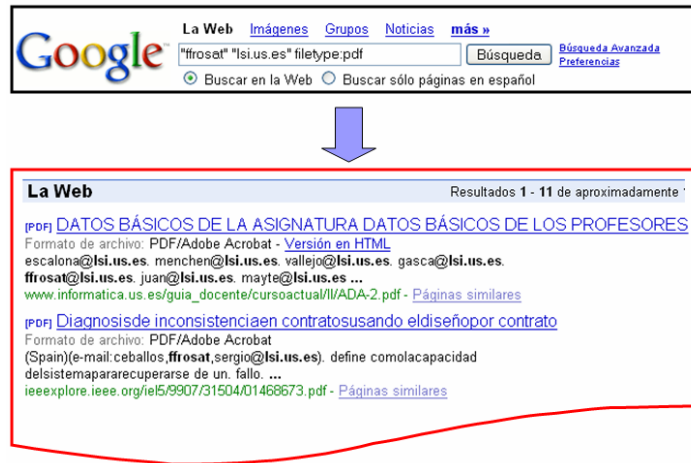 Google™
La Web Imágenes Grupos Noticias más »
"ffrosat" "lsi.us.es" filetype:pdf
Búsqueda
Búsqueda Avanzada
Preferencias
Buscar en la Web Buscar sólo páginas en español
La Web Resultados 1 - 11 de aproximadamente
[PDF] DATOS BÁSICOS DE LA ASIGNATURA DATOS BÁSICOS DE LOS PROFESORES
Formato de archivo: PDF/Adobe Acrobat - Versión en HTML
escalona@lsi.us.es. menchen@lsi.us.es. vallejo@lsi.us.es. gasca@lsi.us.es.
ffrosat@lsi.us.es. juan@lsi.us.es. mayte@lsi.us.es ...
www.informatica.us.es/guia_docente/cursoactual/II/ADA-2.pdf - Páginas similares
[PDF] Diagnosisde inconsistenciaen contratosusando eldiseñopor contrato
Formato de archivo: PDF/Adobe Acrobat
(Spain)(e-mail:ceballos,ffrosat,sergio@lsi.us.es). define comolacapacidad
delsistemapararecuperarse de un. fallo. ...
ieeexplore.ieee.org/iel5/9907/31504/01468673.pdf - Páginas similares